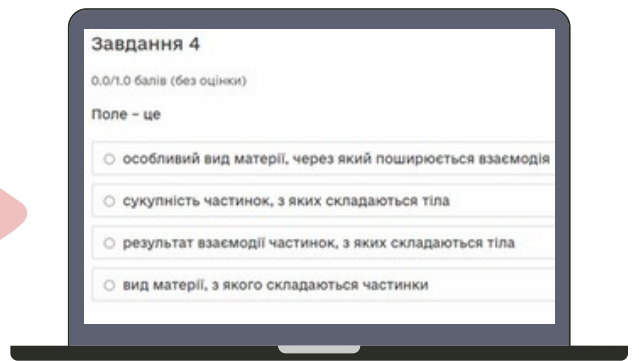 Завдання 4
0.0/1.0 балів (без оцінки)
Поле – це
особливий вид матерії, через який поширюється взаємодія
сукупність частинок, з яких складаються тіла
результат взаємодії частинок, з яких складаються тіла
вид матерії, з якого складаються частинки